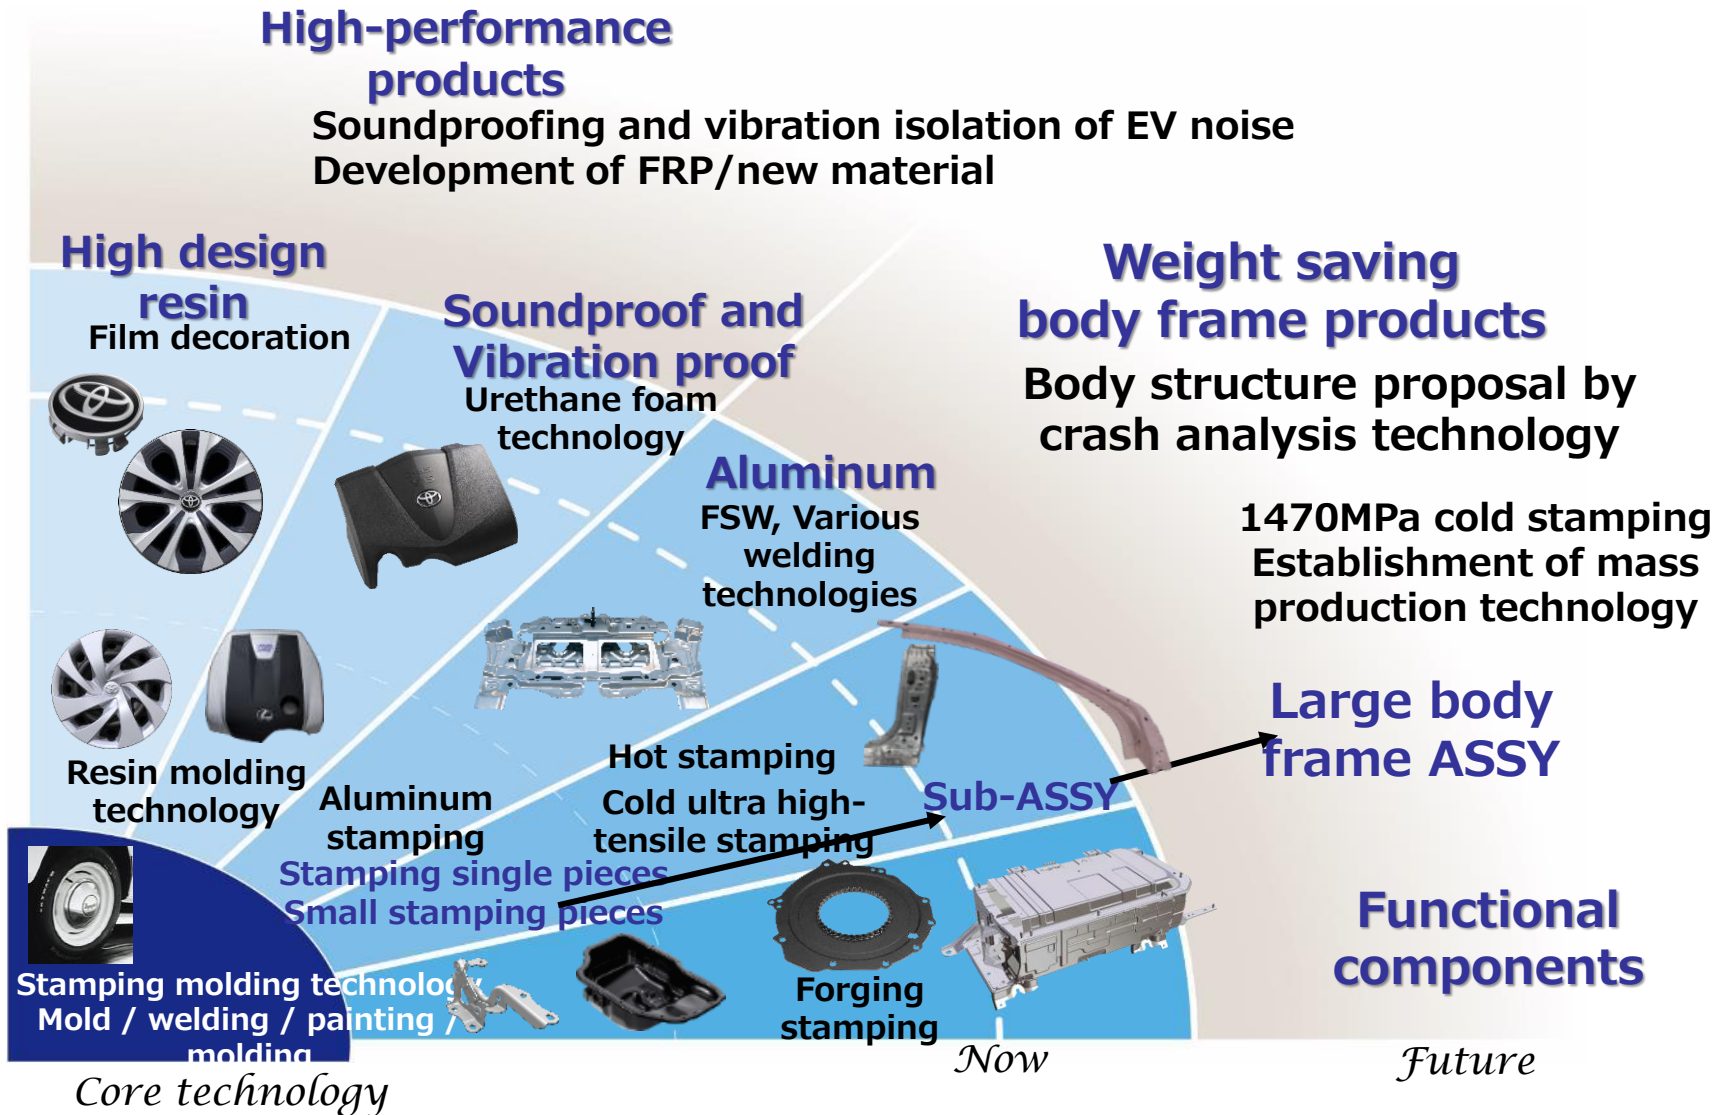 High-performance
products
Soundproofing and vibration isolation of EV noise
Development of FRP/new material
High design
resin
Film decoration
Soundproof and
Vibration proof
Urethane foam
technology
Weight saving
body frame products
Body structure proposal by
crash analysis technology
Aluminum
FSW, Various
welding
technologies
1470MPa cold stamping
Establishment of mass
production technology
Large body
frame ASSY
Resin molding
technology
Aluminum
stamping
Hot stamping
Cold ultra high-
tensile stamping
Sub-ASSY
Stamping single pieces
Small stamping pieces
Functional
components
Stamping molding technology
Mold / welding / painting /
molding
Forging
stamping
Core technology
Now
Future